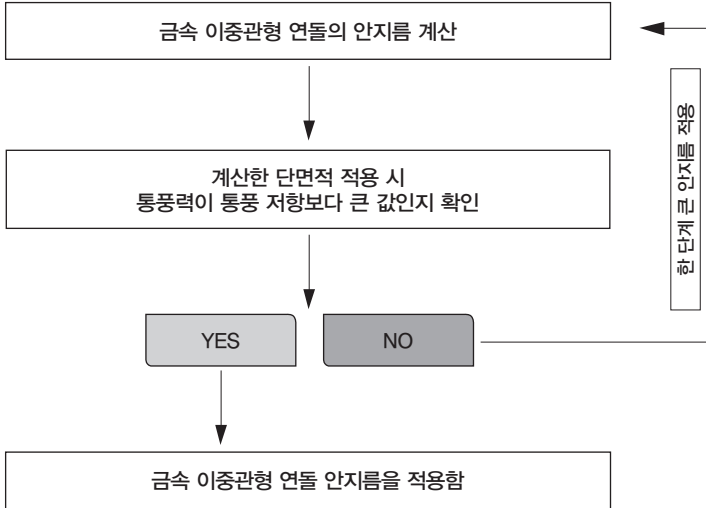 금속 이중관형 연돌의 안지름 계산
한 단계 큰 안지름 적용
계산한 단면적 적용 시
통풍력이 통풍 저항보다 큰 값인지 확인
YES
NO
금속 이중관형 연돌 안지름을 적용함